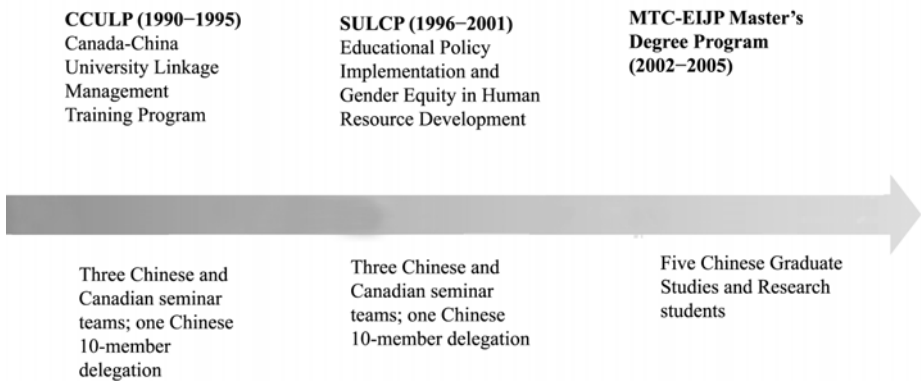 CCULP (1990−1995)
Canada-China
University Linkage
Management
Training Program
SULCP (1996−2001)
Educational Policy
Implementation and
Gender Equity in Human
Resource Development
MTC-EIJP Master’s
Degree Program
(2002−2005)
Three Chinese and
Canadian seminar
teams; one Chinese
10-member
delegation
Three Chinese and
Canadian seminar
teams; one Chinese
10-member delegation
Five Chinese Graduate
Studies and Research
students